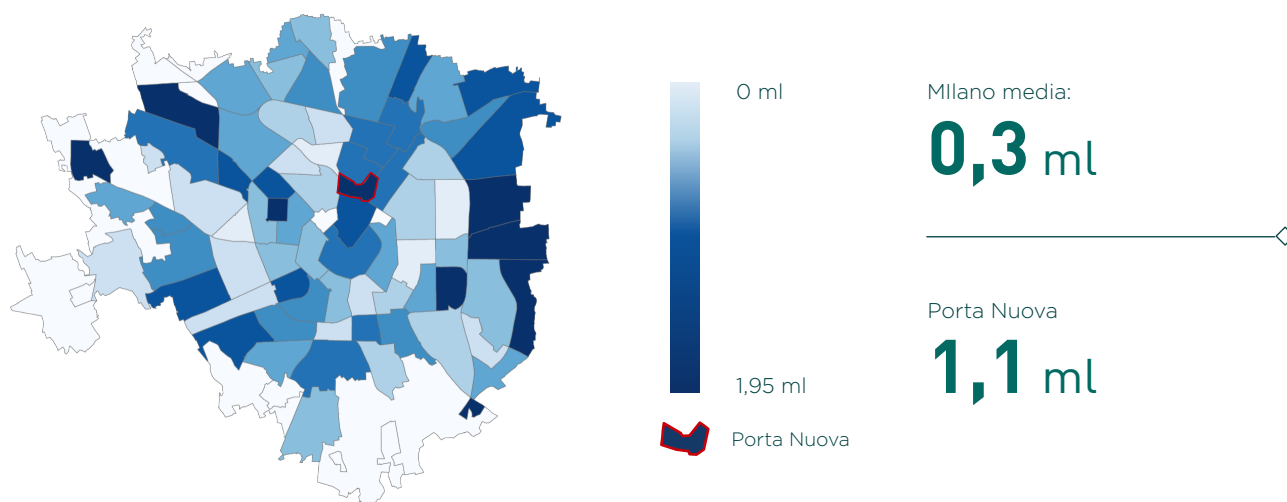 0 ml
1,95 ml
Porta Nuova
MIlano media:
0,3 ml
Porta Nuova
1,1 ml